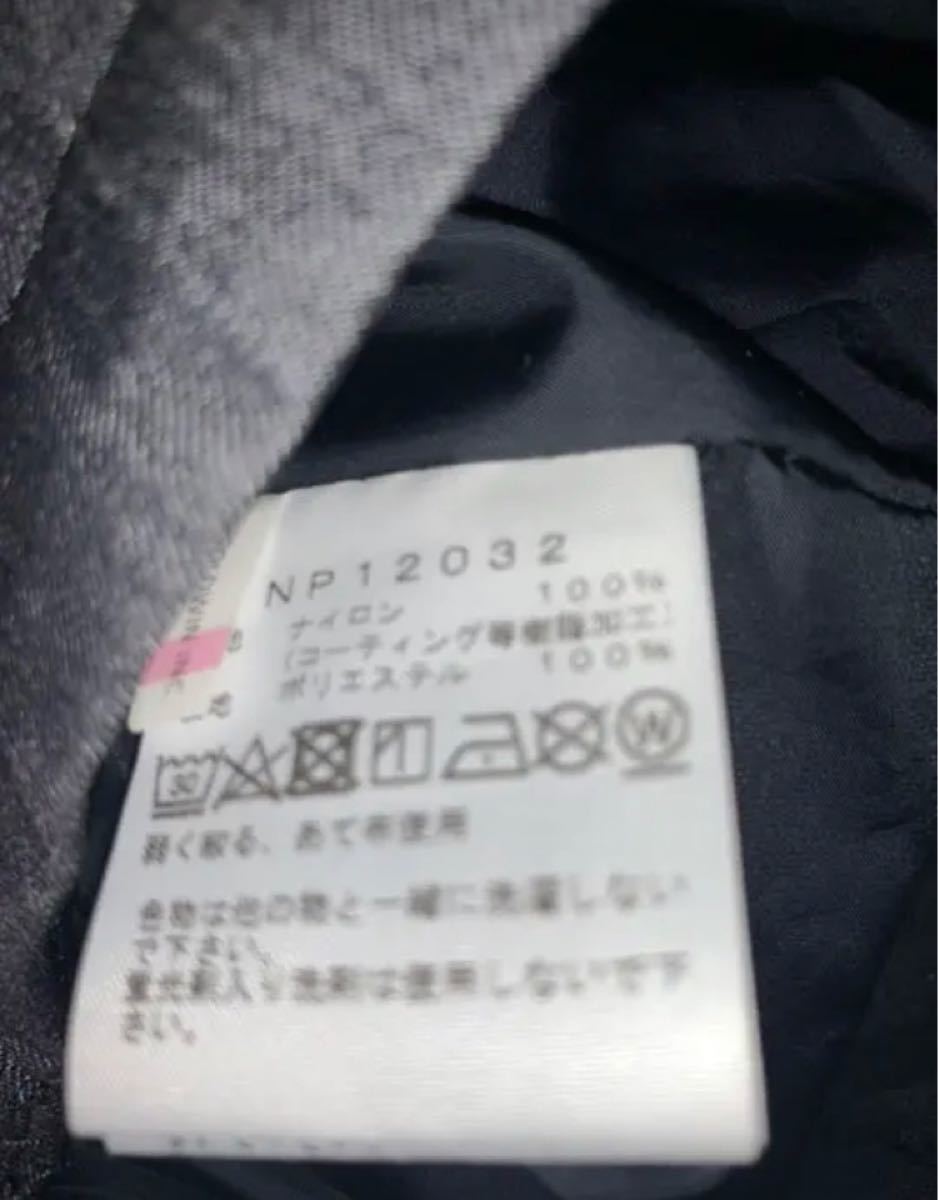 NP12032
ナイロン 100%
(コーティング等樹脂加工)
ポリエステル 100%
30
W
弱く絞る、あて布使用
色物は他の物と一緒に洗濯しない
で下さい。
蛍光剤入り洗剤は使用しないで下
さい。